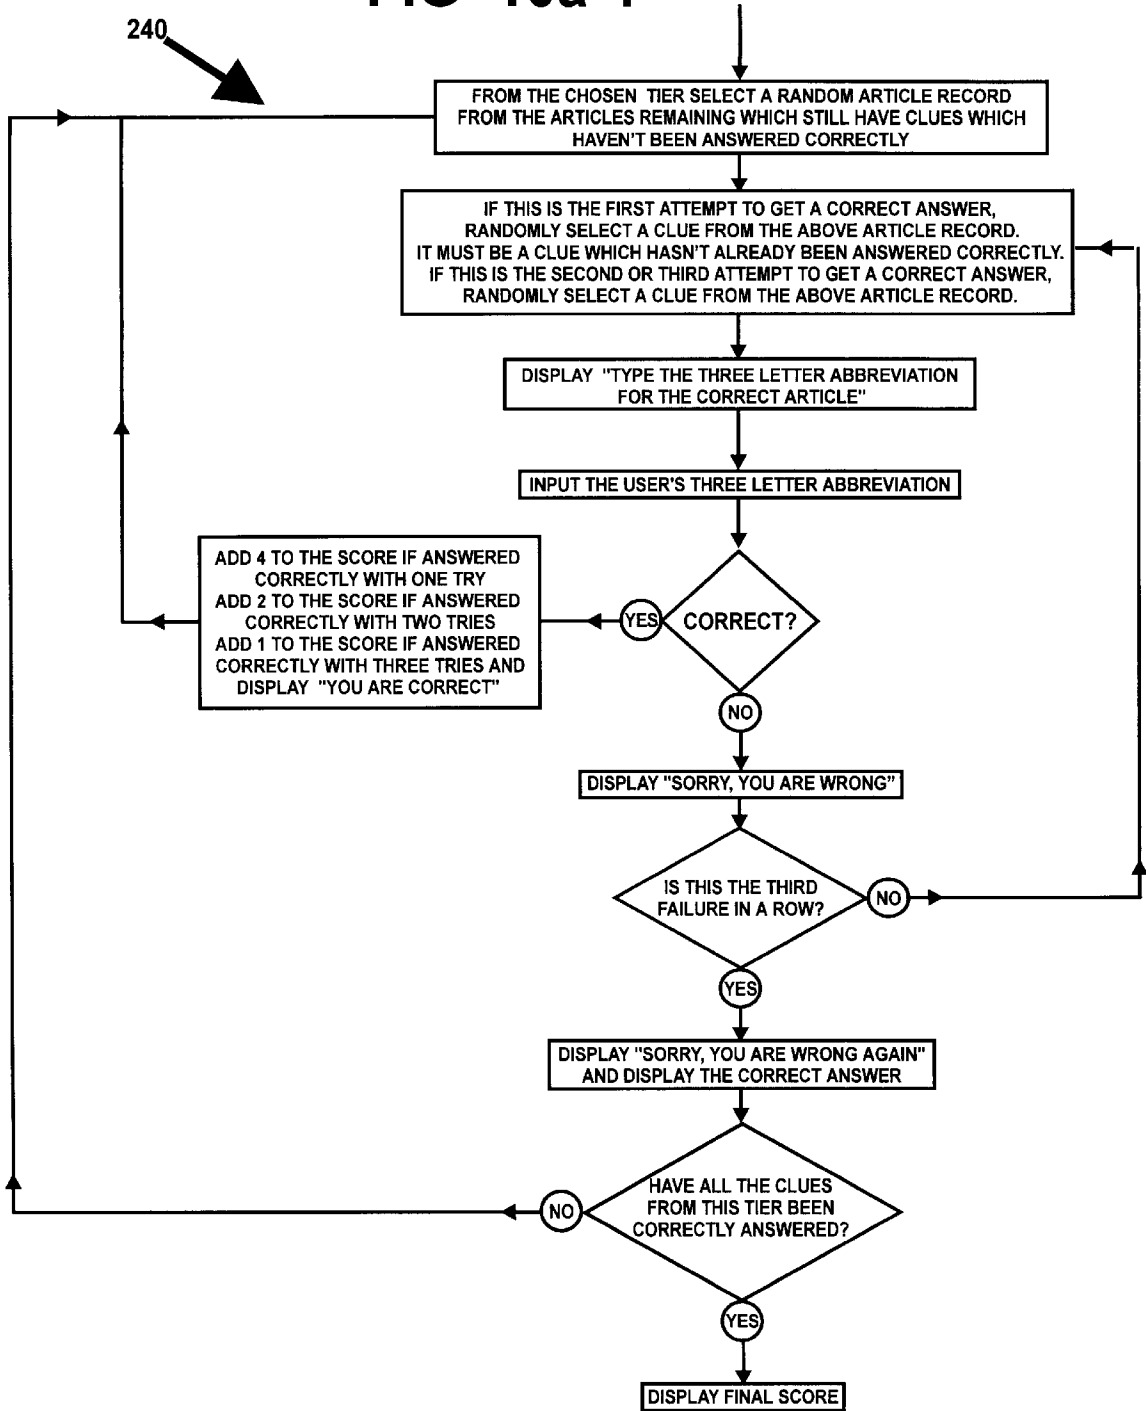 240
FROM THE CHOSEN TIER SELECT A RANDOM ARTICLE RECORD
FROM THE ARTICLES REMAINING WHICH STILL HAVE CLUES WHICH
HAVEN'T BEEN ANSWERED CORRECTLY
IF THIS IS THE FIRST ATTEMPT TO GET A CORRECT ANSWER,
RANDOMLY SELECT A CLUE FROM THE ABOVE ARTICLE RECORD.
IT MUST BE A CLUE WHICH HASN'T ALREADY BEEN ANSWERED CORRECTLY.
IF THIS IS THE SECOND OR THIRD ATTEMPT TO GET A CORRECT ANSWER,
RANDOMLY SELECT A CLUE FROM THE ABOVE ARTICLE RECORD.
DISPLAY "TYPE THE THREE LETTER ABBREVIATION
FOR THE CORRECT ARTICLE"
INPUT THE USER'S THREE LETTER ABBREVIATION
CORRECT?
YES
ADD 4 TO THE SCORE IF ANSWERED
CORRECTLY WITH ONE TRY
ADD 2 TO THE SCORE IF ANSWERED
CORRECTLY WITH TWO TRIES
ADD 1 TO THE SCORE IF ANSWERED
CORRECTLY WITH THREE TRIES AND
DISPLAY "YOU ARE CORRECT"
NO
DISPLAY "SORRY, YOU ARE WRONG"
IS THIS THE THIRD
FAILURE IN A ROW?
NO
YES
DISPLAY "SORRY, YOU ARE WRONG AGAIN"
AND DISPLAY THE CORRECT ANSWER
HAVE ALL THE CLUES
FROM THIS TIER BEEN
CORRECTLY ANSWERED?
NO
YES
DISPLAY FINAL SCORE